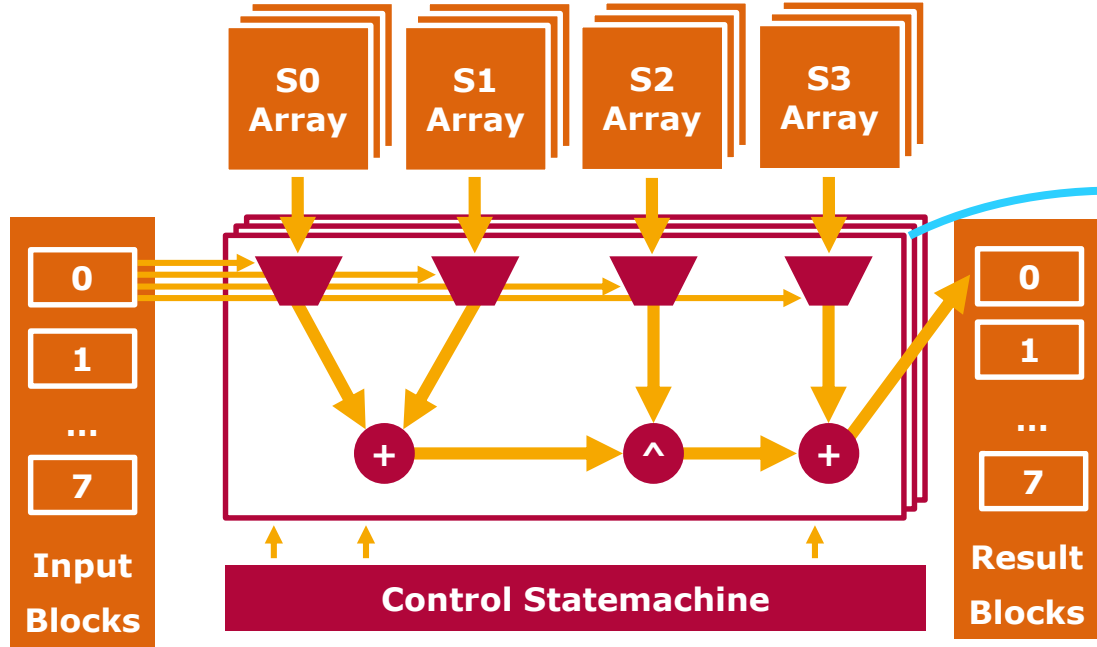 S0
Array
S1
Array
S2
Array
S3
Array
0
1
...
7
Input
Blocks
+
^
+
0
1
...
7
Result
Blocks
Control Statemachine